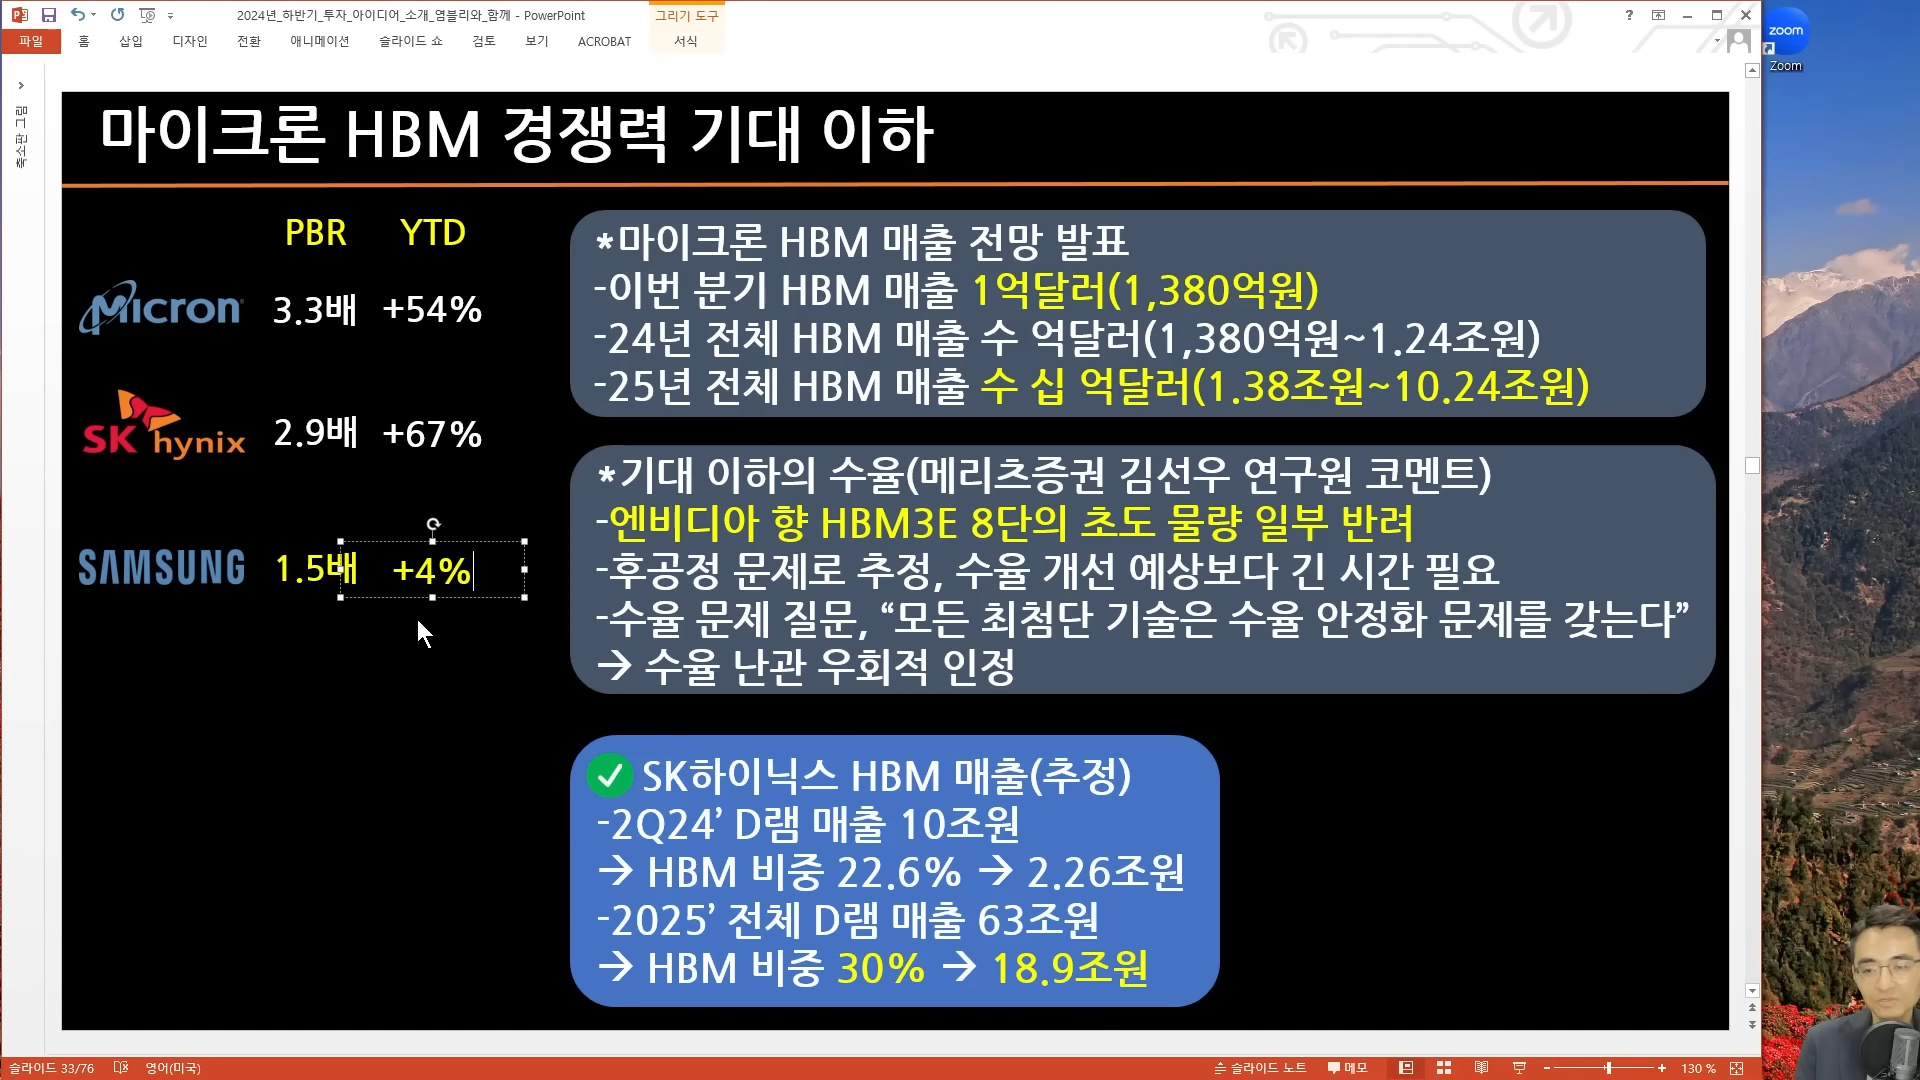 2024년_하반기_투자_아이디어_소개_염블리와_함께 - PowerPoint
그리기 도구
파일 홈 삽입 디자인 전환 애니메이션 슬라이드 쇼 검토 보기 ACROBAT 서식
zoom
Zoom
축소판 그림
마이크론 HBM 경쟁력 기대 이하
PBR YTD
Micron 3.3배 +54%
SK hynix 2.9배 +67%
SAMSUNG 1.5배 +4%
*마이크론 HBM 매출 전망 발표
-이번 분기 HBM 매출 1억달러(1,380억원)
-24년 전체 HBM 매출 수 억달러(1,380억원~1.24조원)
-25년 전체 HBM 매출 수 십 억달러(1.38조원~10.24조원)
*기대 이하의 수율(메리츠증권 김선우 연구원 코멘트)
-엔비디아 향 HBM3E 8단의 초도 물량 일부 반려
-후공정 문제로 추정, 수율 개선 예상보다 긴 시간 필요
-수율 문제 질문, “모든 최첨단 기술은 수율 안정화 문제를 갖는다”
→ 수율 난관 우회적 인정
SK하이닉스 HBM 매출(추정)
-2Q24’ D램 매출 10조원
→ HBM 비중 22.6% → 2.26조원
-2025’ 전체 D램 매출 63조원
→ HBM 비중 30% → 18.9조원
슬라이드 33/76 영어(미국) 슬라이드 노트 메모 130 %